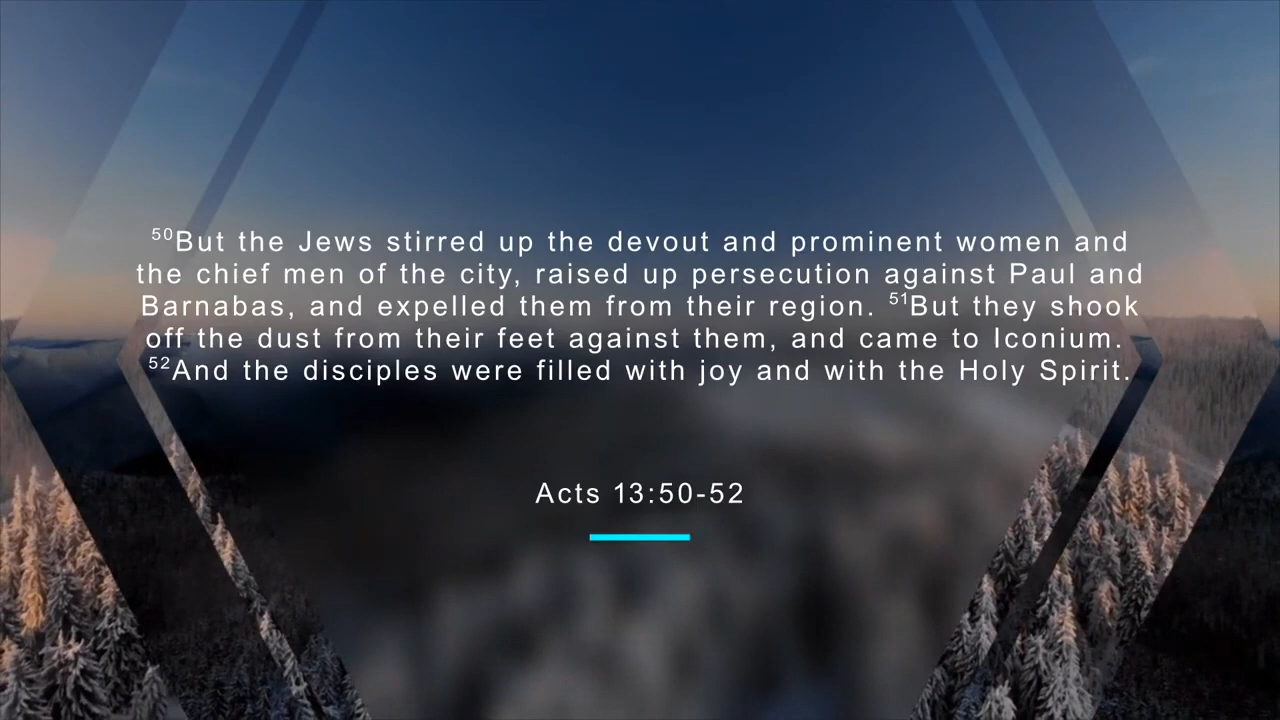 ⁵⁰But the Jews stirred up the devout and prominent women and
the chief men of the city, raised up persecution against Paul and
Barnabas, and expelled them from their region. ⁵¹But they shook
off the dust from their feet against them, and came to Iconium.
⁵²And the disciples were filled with joy and with the Holy Spirit.
Acts 13:50-52